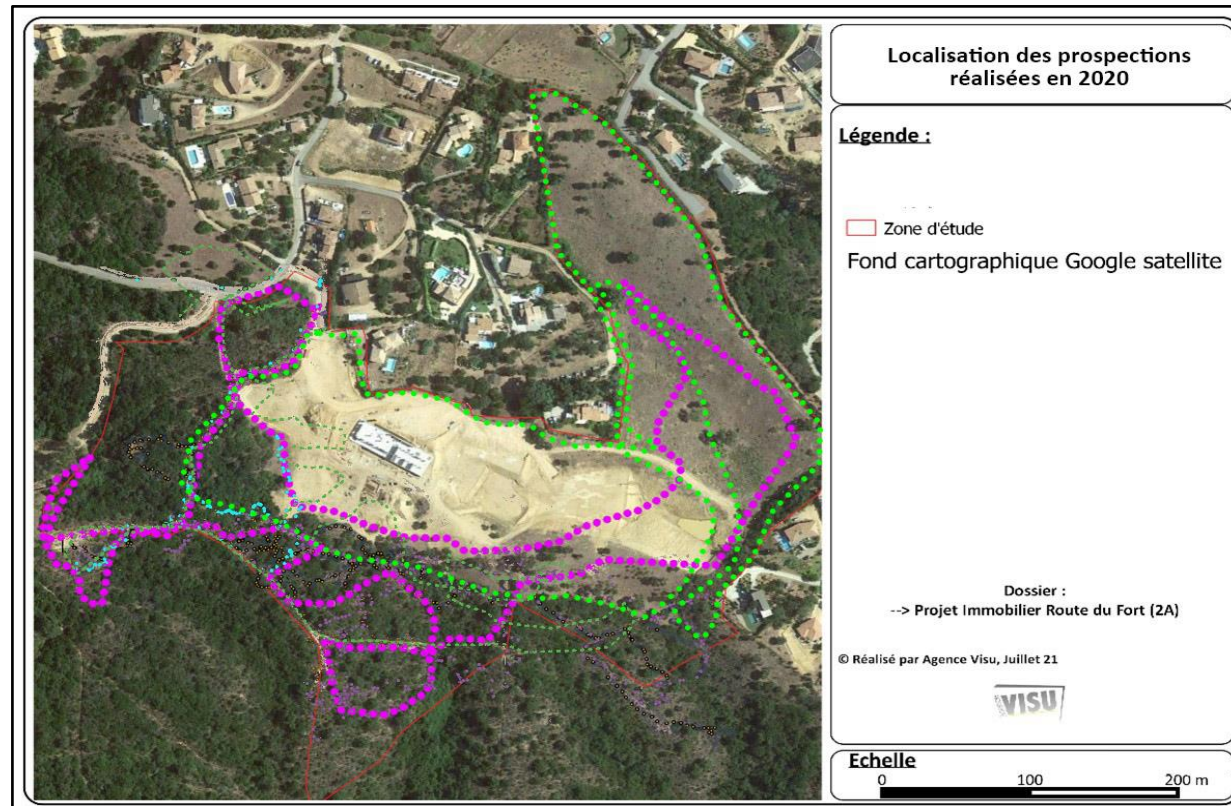 Localisation des prospections
réalisées en 2020
Légende :
Zone d'étude
Fond cartographique Google satellite
Dossier :
--> Projet Immobilier Route du Fort (2A)
© Réalisé par Agence Visu, Juillet 21
VISU
Echelle
0 100 200 m